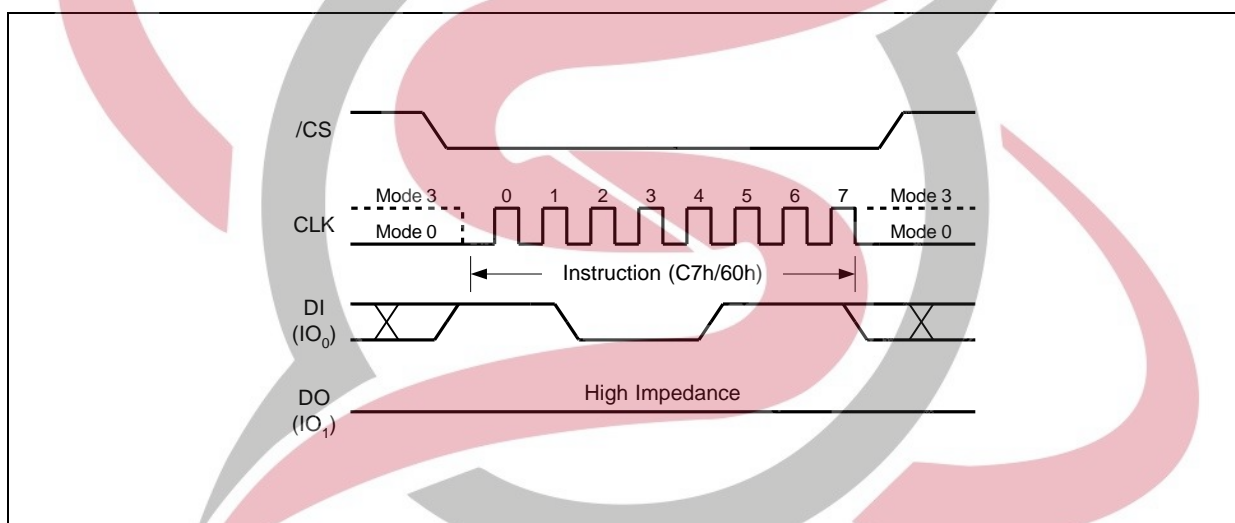 /CS
Mode 3 0 1 2 3 4 5 6 7 Mode 3
CLK
Mode 0 Mode 0
Instruction (C7h/60h)
DI
(IO0)
DO High Impedance
(IO1)